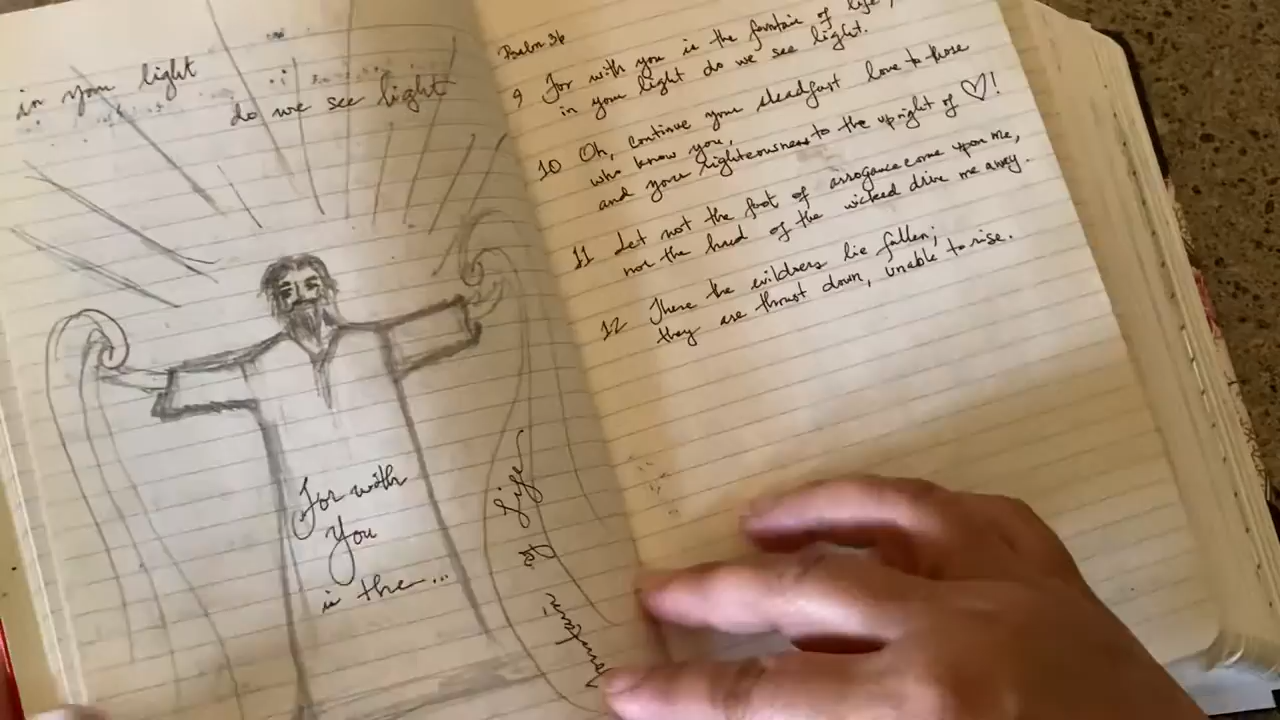 in your light
do we see light
For with
You
is the...
fountain of Life
Psalm 36
9 For with you is the fountain of life,
in your light do we see light.
10 Oh, continue your steadfast love to those
who know you,
and your righteousness to the upright of ♡!
11 Let not the foot of arrogance come upon me,
nor the hand of the wicked drive me away.
12 There the evildoers lie fallen;
they are thrust down, unable to rise.